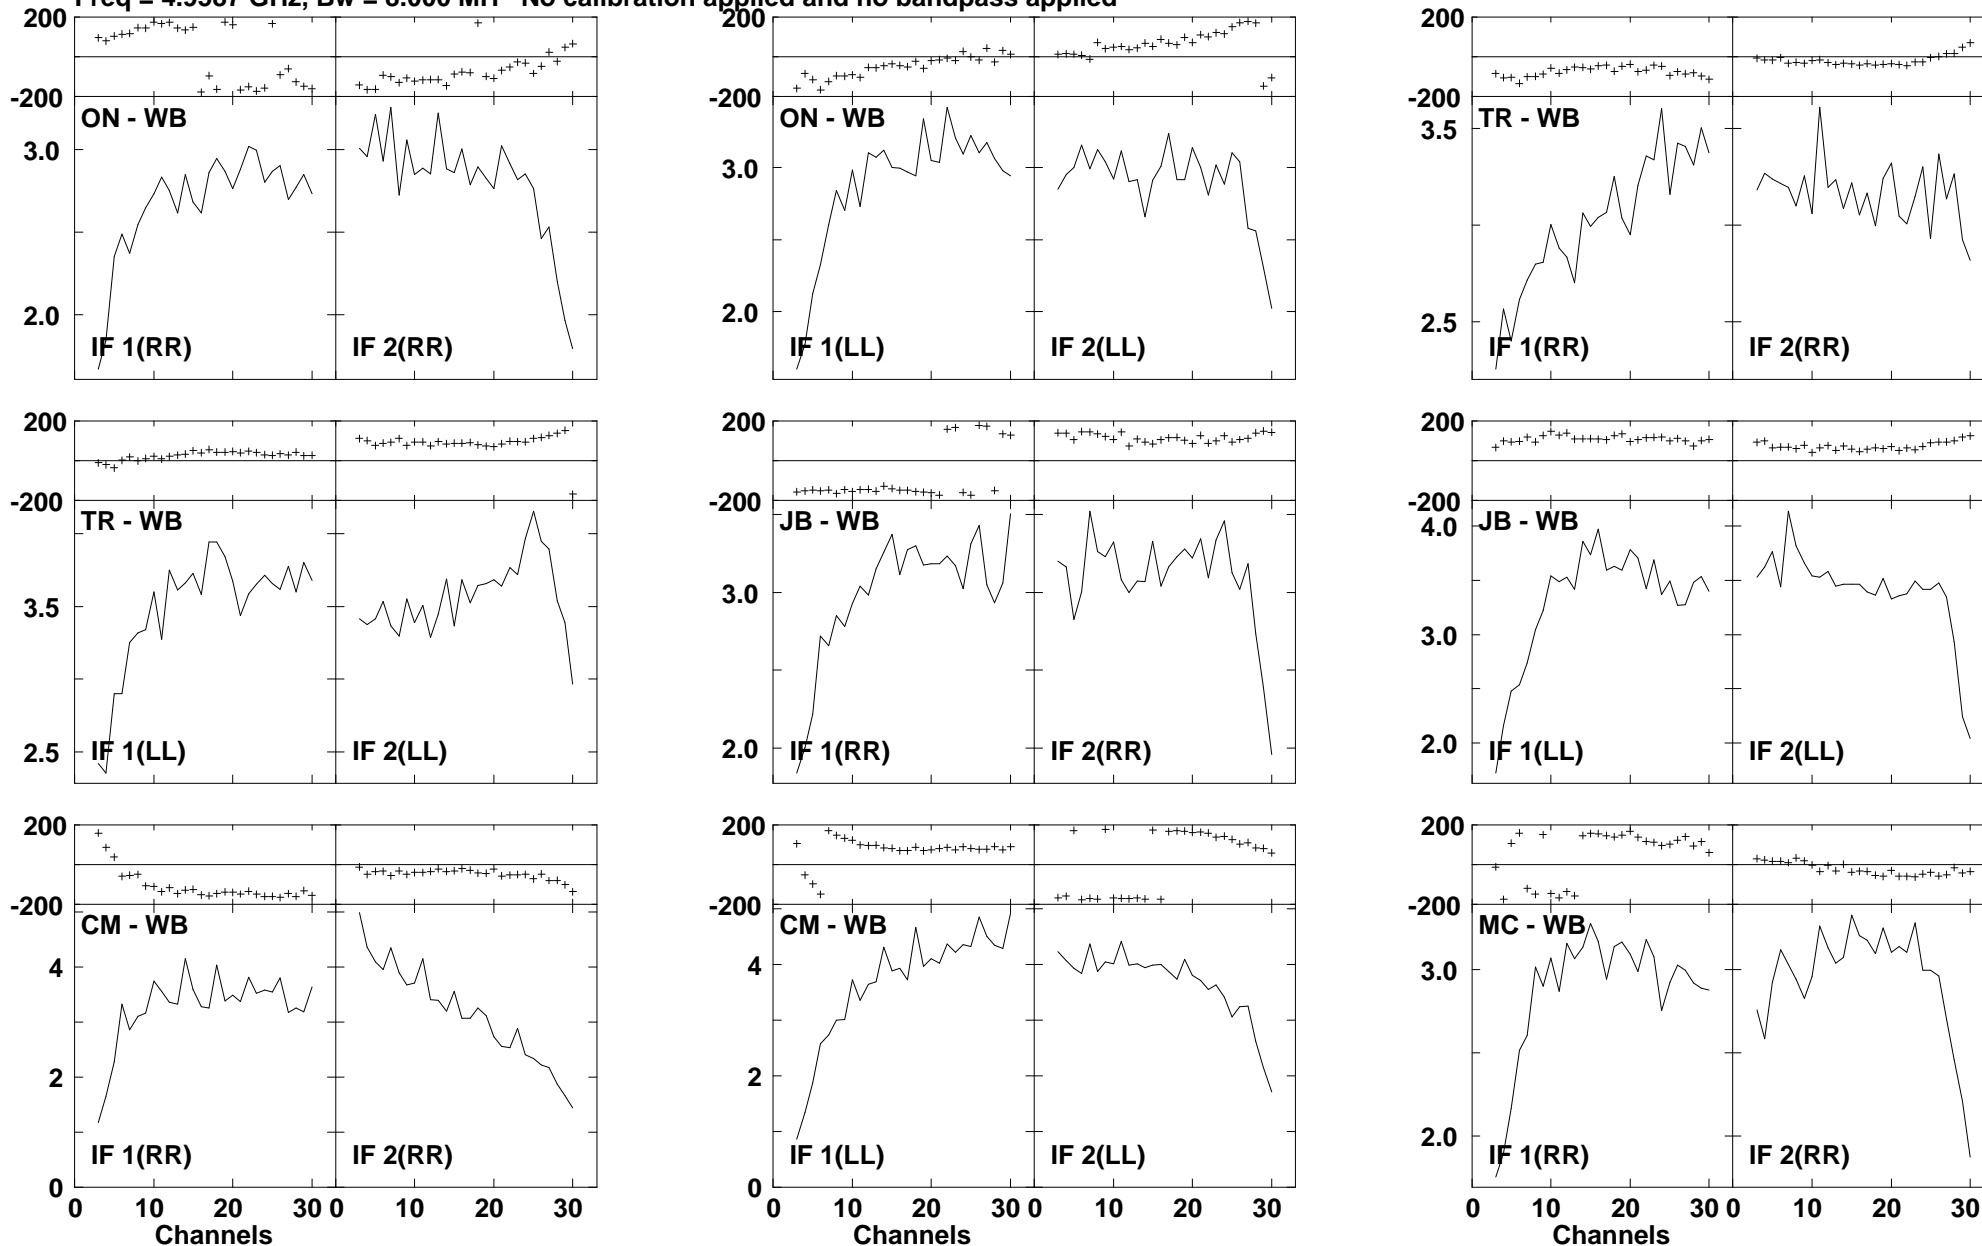 No calibration applied and no bandpass applied
200 200 200
-200 -200 -200
ON - WB ON - WB TR - WB
3.0 3.0 3.5
2.0 2.0 2.5
IF 1(RR) IF 2(RR) IF 1(LL) IF 2(LL) IF 1(RR) IF 2(RR)
200 200 200
-200 -200 -200
TR - WB JB - WB JB - WB
4.0
3.5 3.0 3.0
2.5 2.0 2.0
IF 1(LL) IF 2(LL) IF 1(RR) IF 2(RR) IF 1(LL) IF 2(LL)
200 200 200
-200 -200 -200
CM - WB CM - WB MC - WB
4 4 3.0
2 2 2.0
IF 1(RR) IF 2(RR) IF 1(LL) IF 2(LL) IF 1(RR) IF 2(RR)
0 0
0 10 20 30 0 10 20 30 0 10 20 30 0 10 20 30 0 10 20 30 0 10 20 30
Channels Channels Channels